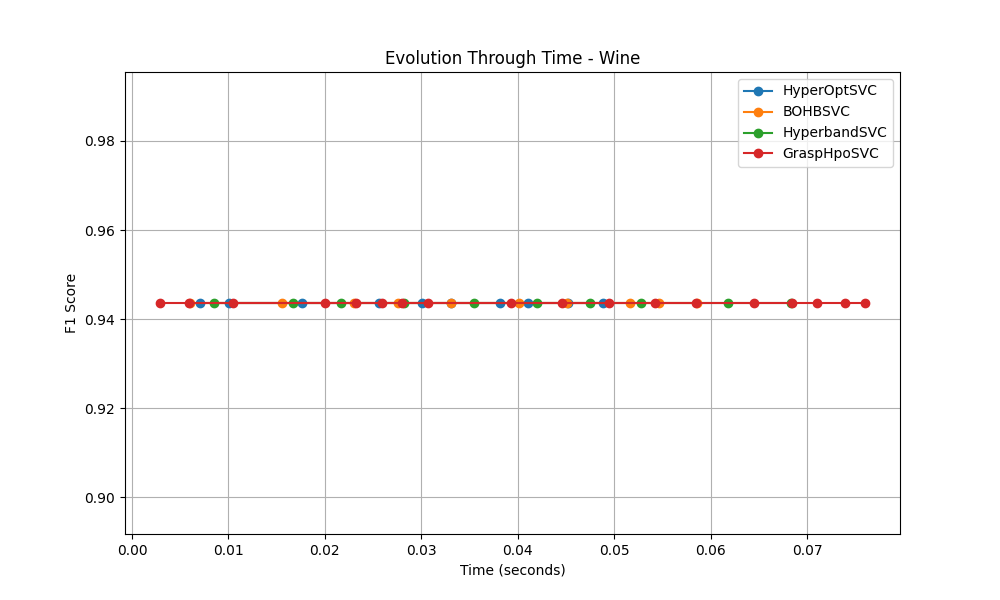 Evolution Through Time - Wine
HyperOptSVC
BOHBSVC
HyperbandSVC
GraspHpoSVC
F1 Score
0.98
0.96
0.94
0.92
0.90
0.00 0.01 0.02 0.03 0.04 0.05 0.06 0.07
Time (seconds)